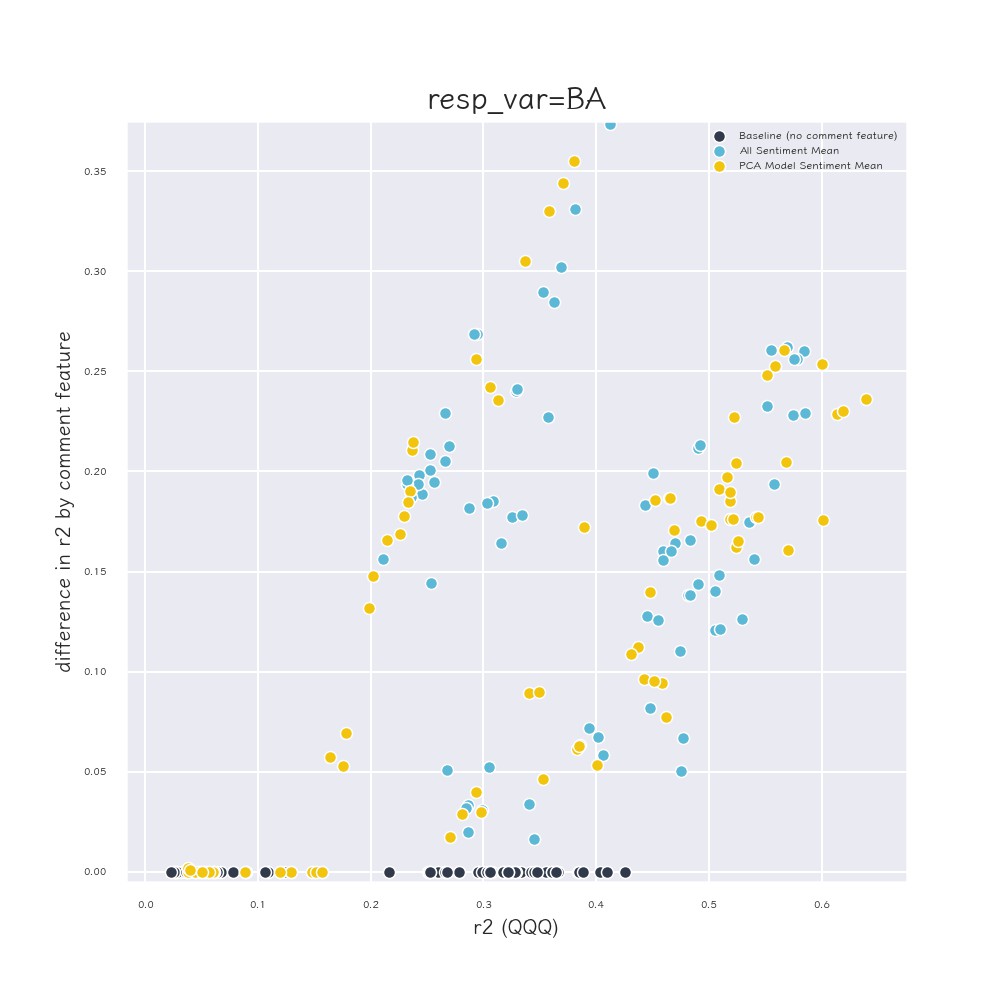 resp_var=BA
Baseline (no comment feature)
All Sentiment Mean
PCA Model Sentiment Mean
difference in r2 by comment feature
0.35
0.30
0.25
0.20
0.15
0.10
0.05
0.00
0.0 0.1 0.2 0.3 0.4 0.5 0.6
r2 (QQQ)